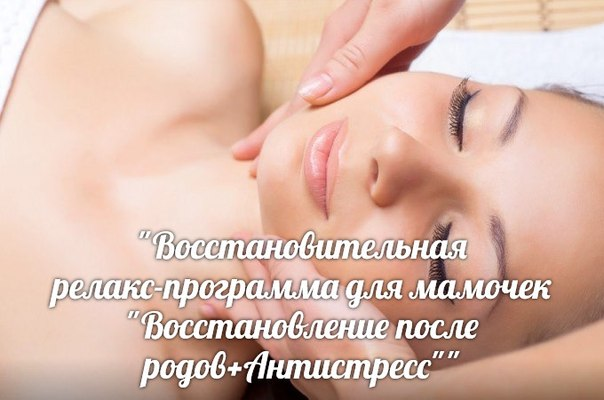 "Восстановительная
релакс-программа для мамочек
"Восстановление после
родов+Антистресс""